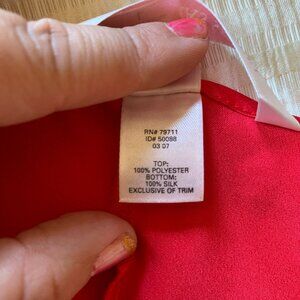 RN# 79711
ID# 50088
03 07
TOP:
100% POLYESTER
BOTTOM:
100% SILK
EXCLUSIVE OF TRIM